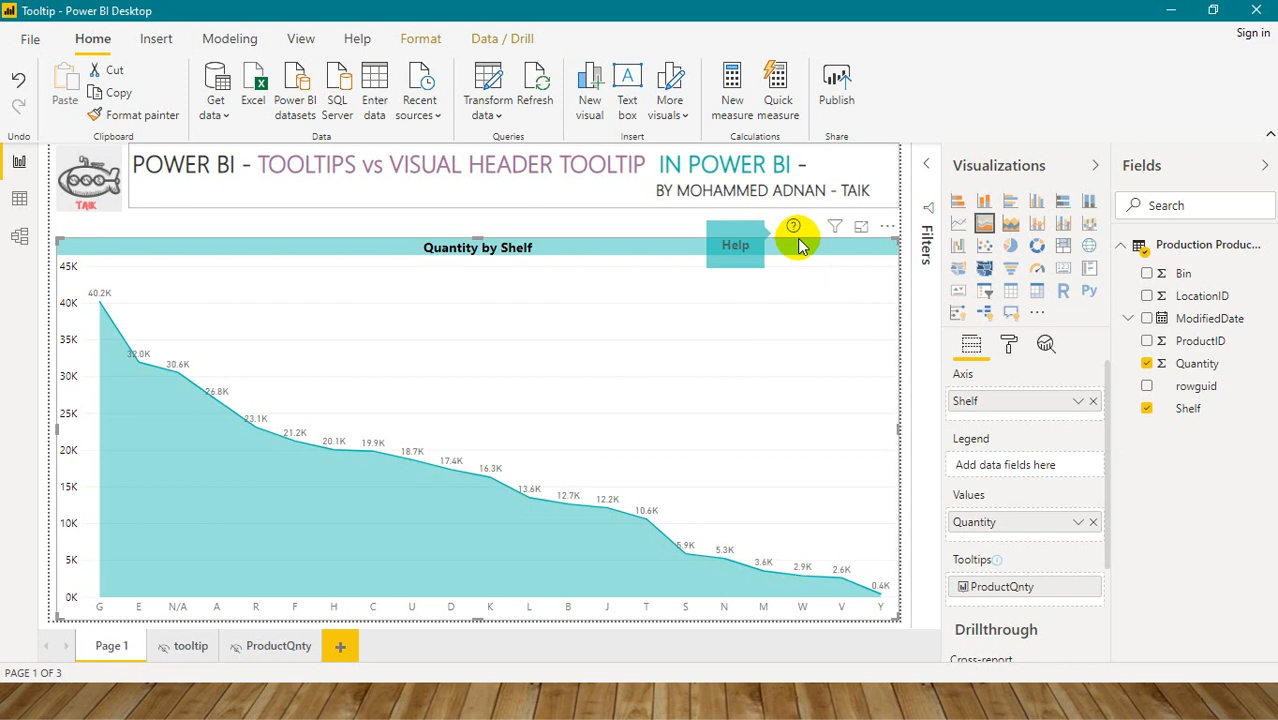 Tooltip - Power BI Desktop
Sign in
File Home Insert Modeling View Help Format Data / Drill
Undo
Paste
Cut
Copy
Format painter
Clipboard
Get data
Excel
Power BI datasets
SQL Server
Enter data
Recent sources
Data
Transform data
Refresh
Queries
New visual
Text box
More visuals
Insert
New measure
Quick measure
Calculations
Publish
Share
TAIK
POWER BI - TOOLTIPS vs VISUAL HEADER TOOLTIP IN POWER BI -
BY MOHAMMED ADNAN - TAIK
Help
?
Quantity by Shelf
45K
40K
35K
30K
25K
20K
15K
10K
5K
0K
40.2K
32.0K
30.6K
26.8K
23.1K
21.2K
20.1K
19.9K
18.7K
17.4K
16.3K
13.6K
12.7K
12.2K
10.6K
5.9K
5.3K
3.6K
2.9K
2.6K
0.4K
G E N/A A R F H C U D K L B J T S N M W V Y
Page 1
tooltip
ProductQnty
PAGE 1 OF 3
Filters
Visualizations
R
Py
Axis
Shelf
Legend
Add data fields here
Values
Quantity
Tooltips
ProductQnty
Drillthrough
Cross-report
Fields
Search
Production Produc...
Bin
LocationID
ModifiedDate
ProductID
Quantity
rowguid
Shelf